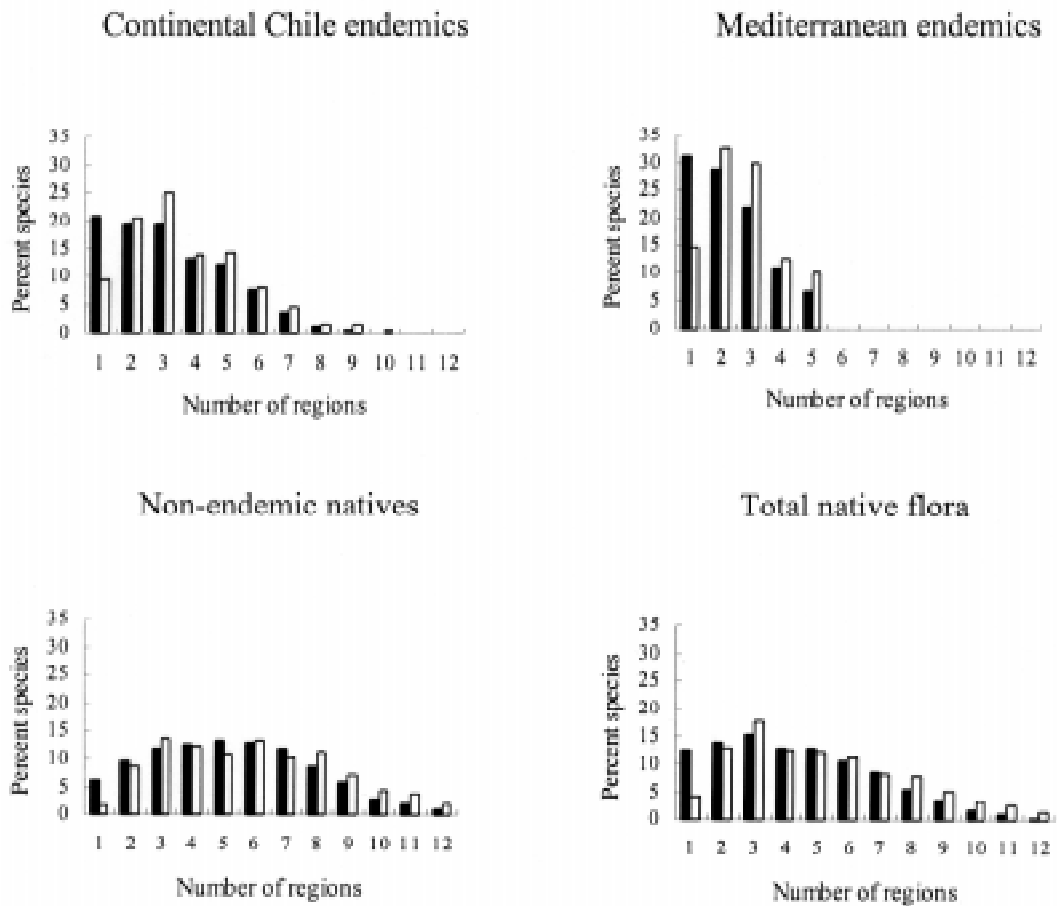 Continental Chile endemics
Percent species
35
30
25
20
15
10
5
0
1 2 3 4 5 6 7 8 9 10 11 12
Number of regions
Mediterranean endemics
Percent species
35
30
25
20
15
10
5
0
1 2 3 4 5 6 7 8 9 10 11 12
Number of regions
Non-endemic natives
Percent species
35
30
25
20
15
10
5
0
1 2 3 4 5 6 7 8 9 10 11 12
Number of regions
Total native flora
Percent species
35
30
25
20
15
10
5
0
1 2 3 4 5 6 7 8 9 10 11 12
Number of regions